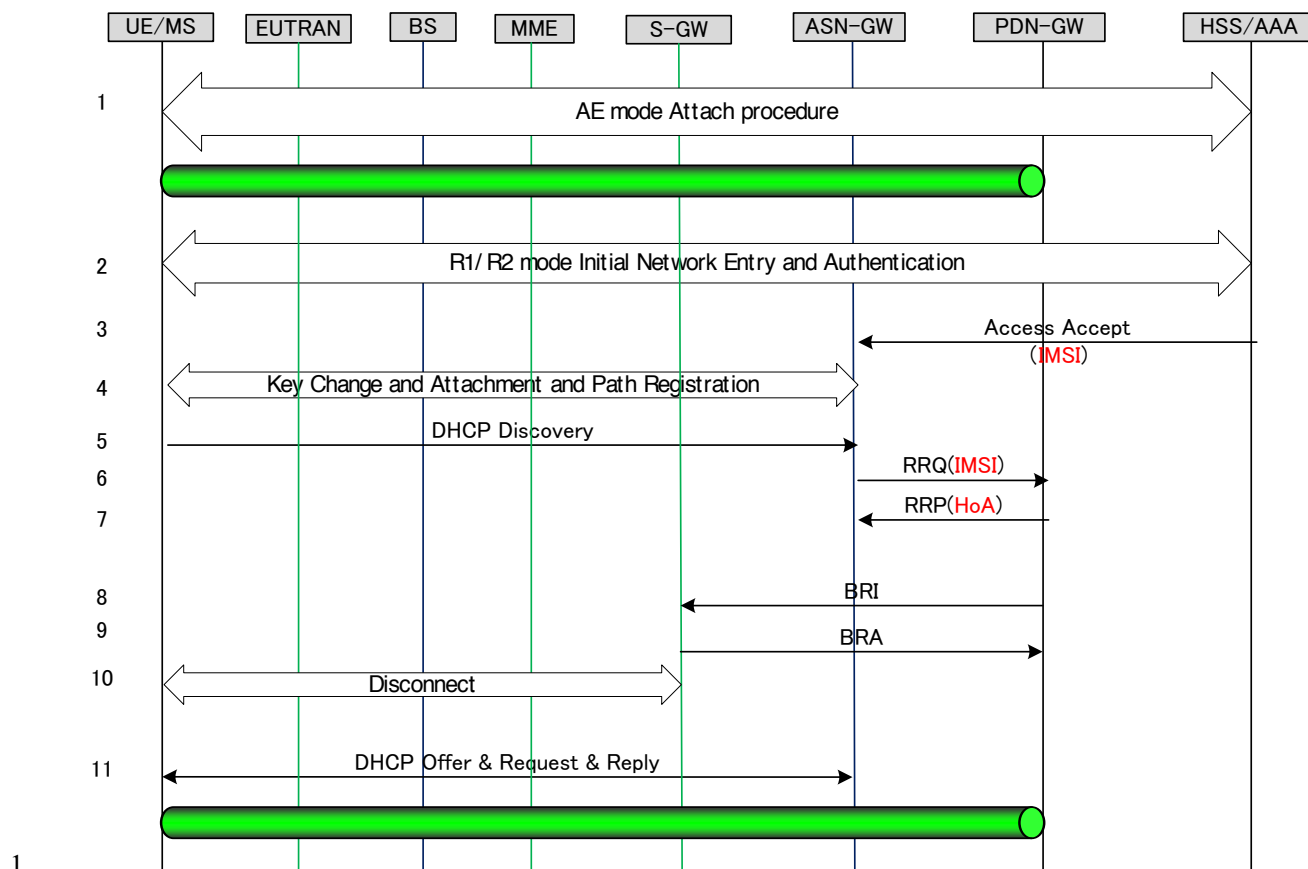 UE/MS EUTRAN BS MME S-GW ASN-GW PDN-GW HSS/AAA
1 AE mode Attach procedure
2 R1/ R2 mode Initial Network Entry and Authentication
3 Access Accept
(IMSI)
4 Key Change and Attachment and Path Registration
5 DHCP Discovery
6 RRQ(IMSI)
7 RRP(HoA)
8 BRI
9 BRA
10 Disconnect
11 DHCP Offer & Request & Reply
1